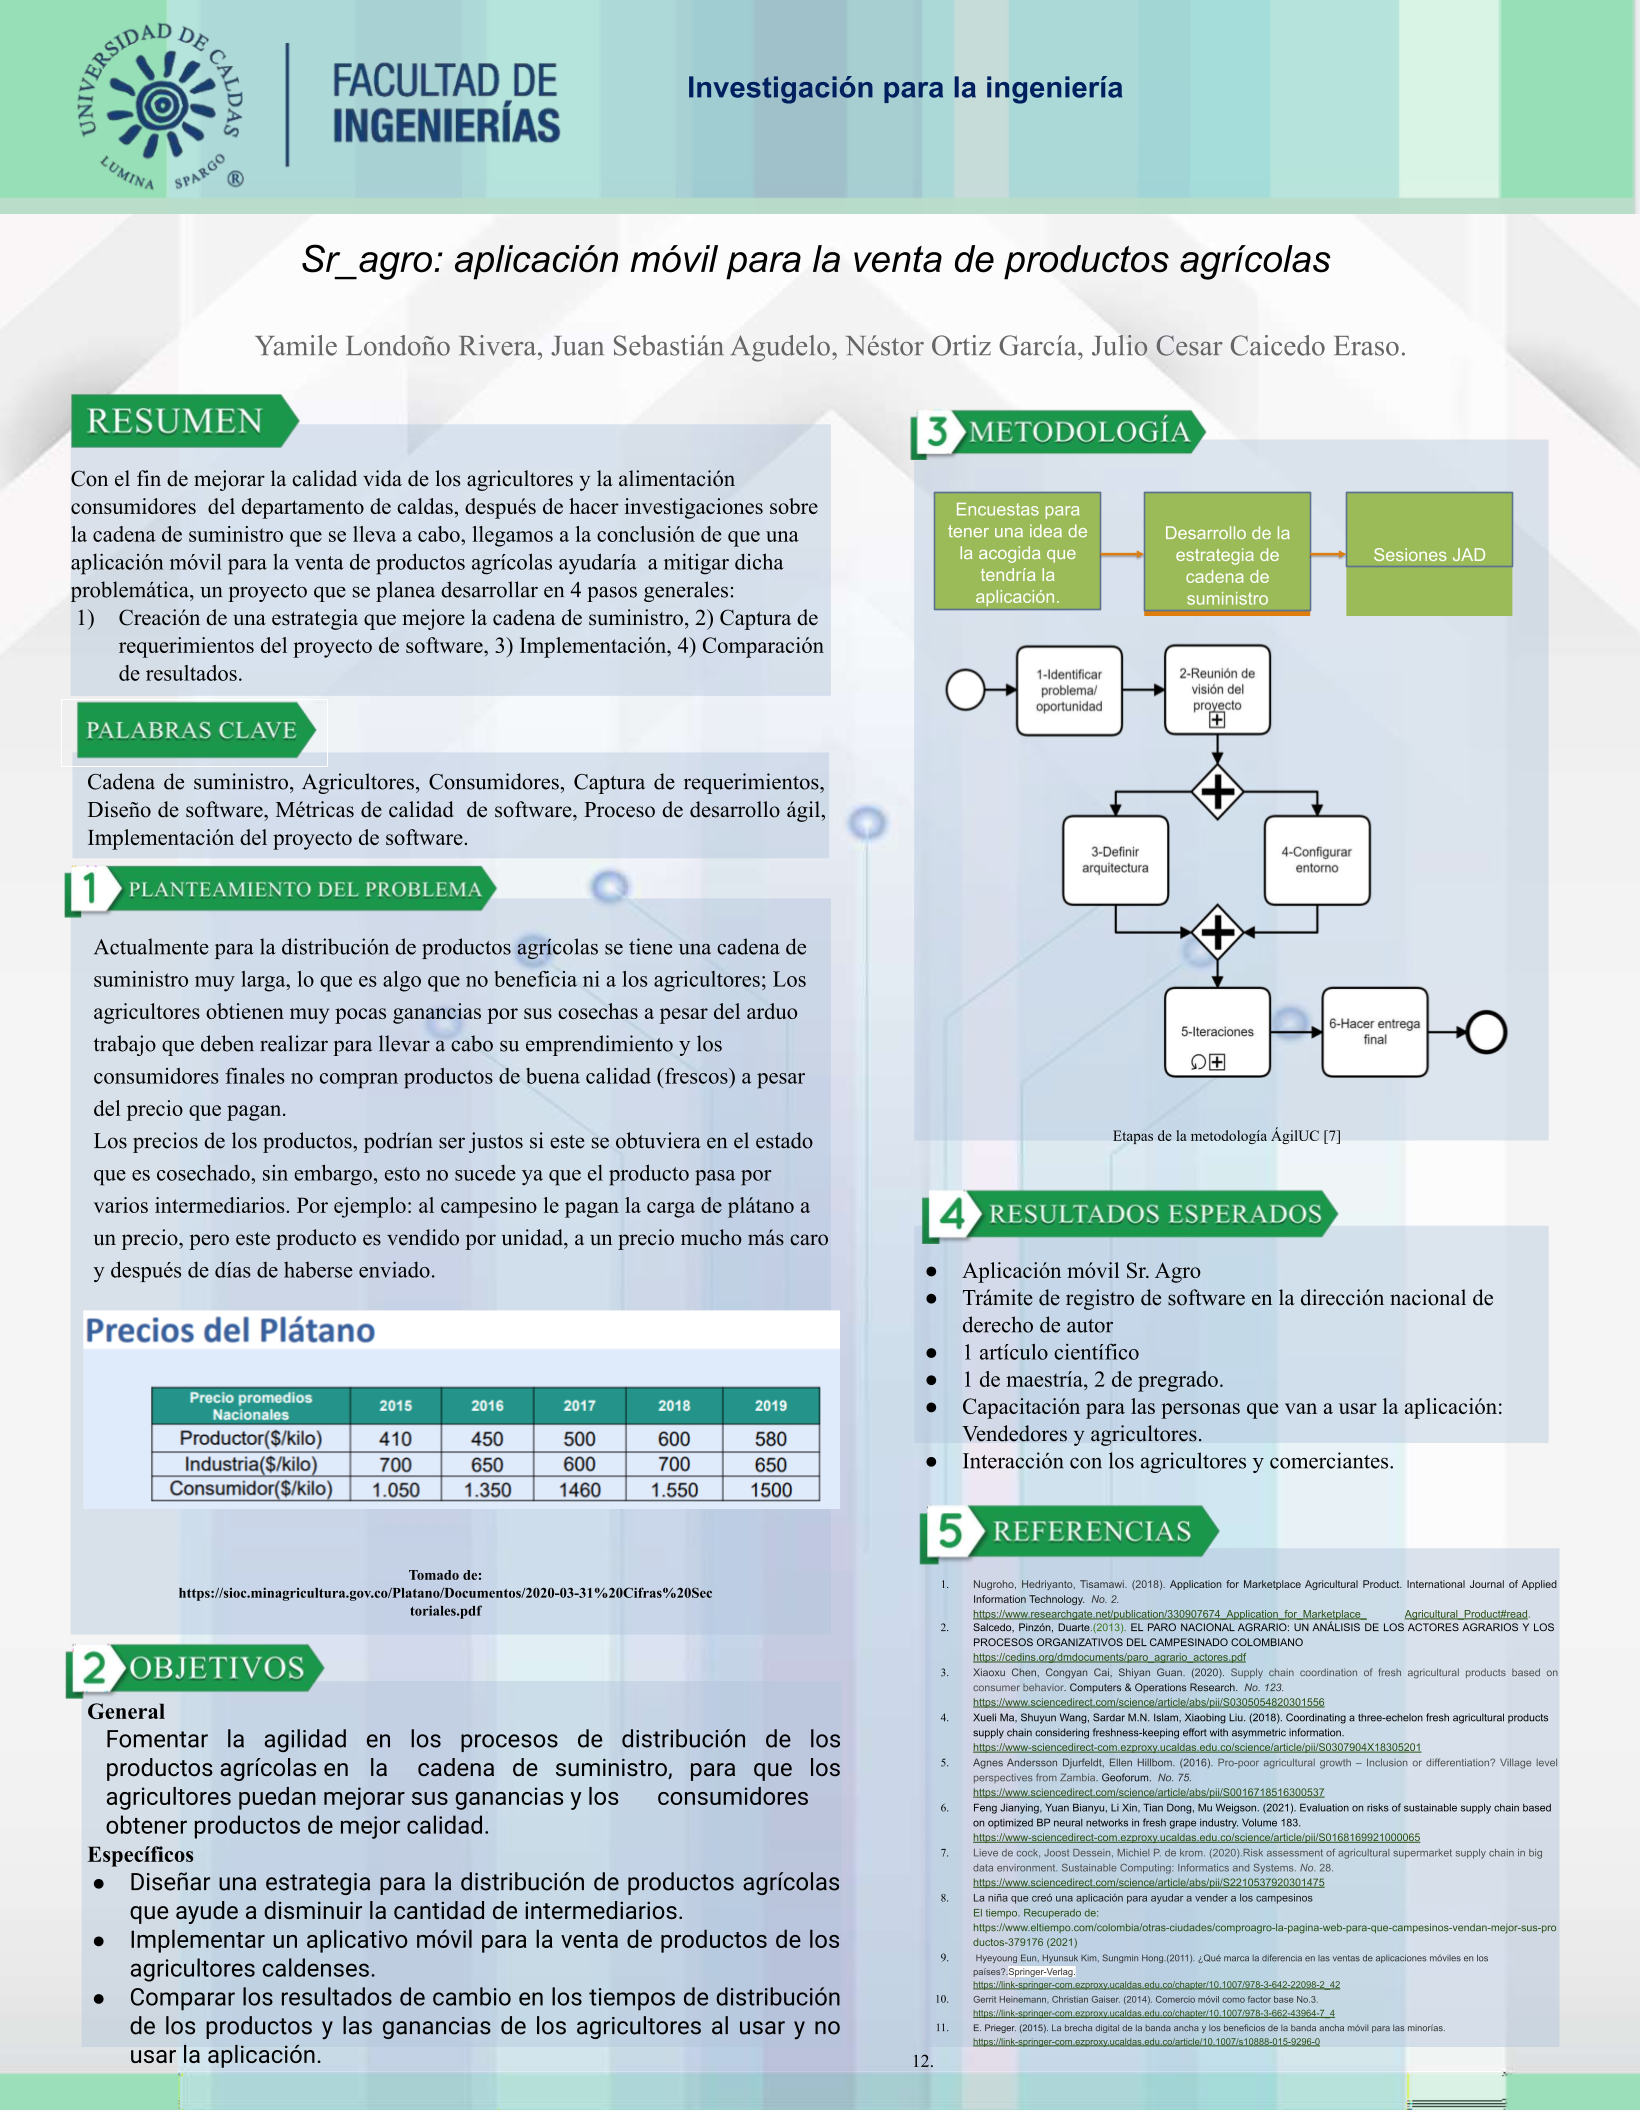 UNIVERSIDAD DE CALDAS
LUMINA SPARGO ®
FACULTAD DE
INGENIERÍAS
Investigación para la ingeniería
Sr_agro: aplicación móvil para la venta de productos agrícolas
Yamile Londoño Rivera, Juan Sebastián Agudelo, Néstor Ortiz García, Julio Cesar Caicedo Eraso.
RESUMEN
Con el fin de mejorar la calidad vida de los agricultores y la alimentación
consumidores del departamento de caldas, después de hacer investigaciones sobre
la cadena de suministro que se lleva a cabo, llegamos a la conclusión de que una
aplicación móvil para la venta de productos agrícolas ayudaría a mitigar dicha
problemática, un proyecto que se planea desarrollar en 4 pasos generales:
1) Creación de una estrategia que mejore la cadena de suministro, 2) Captura de
requerimientos del proyecto de software, 3) Implementación, 4) Comparación
de resultados.
PALABRAS CLAVE
Cadena de suministro, Agricultores, Consumidores, Captura de requerimientos,
Diseño de software, Métricas de calidad de software, Proceso de desarrollo ágil,
Implementación del proyecto de software.
1 PLANTEAMIENTO DEL PROBLEMA
Actualmente para la distribución de productos agrícolas se tiene una cadena de
suministro muy larga, lo que es algo que no beneficia ni a los agricultores; Los
agricultores obtienen muy pocas ganancias por sus cosechas a pesar del arduo
trabajo que deben realizar para llevar a cabo su emprendimiento y los
consumidores finales no compran productos de buena calidad (frescos) a pesar
del precio que pagan.
Los precios de los productos, podrían ser justos si este se obtuviera en el estado
que es cosechado, sin embargo, esto no sucede ya que el producto pasa por
varios intermediarios. Por ejemplo: al campesino le pagan la carga de plátano a
un precio, pero este producto es vendido por unidad, a un precio mucho más caro
y después de días de haberse enviado.
Precios del Plátano
Precio promedios Nacionales 2015 2016 2017 2018 2019
Productor($/kilo) 410 450 500 600 580
Industria($/kilo) 700 650 600 700 650
Consumidor($/kilo) 1.050 1.350 1460 1.550 1500
Tomado de:
https://sioc.minagricultura.gov.co/Platano/Documentos/2020-03-31%20Cifras%20Sec
toriales.pdf
2 OBJETIVOS
General
Fomentar la agilidad en los procesos de distribución de los
productos agrícolas en la cadena de suministro, para que los
agricultores puedan mejorar sus ganancias y los consumidores
obtener productos de mejor calidad.
Específicos
● Diseñar una estrategia para la distribución de productos agrícolas
que ayude a disminuir la cantidad de intermediarios.
● Implementar un aplicativo móvil para la venta de productos de los
agricultores caldenses.
● Comparar los resultados de cambio en los tiempos de distribución
de los productos y las ganancias de los agricultores al usar y no
usar la aplicación.
3 METODOLOGÍA
Encuestas para
tener una idea de
la acogida que
tendría la
aplicación.
Desarrollo de la
estrategia de
cadena de
suministro
Sesiones JAD
1-Identificar
problema/
oportunidad
2-Reunión de
visión del
proyecto
3-Definir
arquitectura
4-Configurar
entorno
5-Iteraciones
6-Hacer entrega
final
Etapas de la metodología ÁgilUC [7]
4 RESULTADOS ESPERADOS
● Aplicación móvil Sr. Agro
● Trámite de registro de software en la dirección nacional de
derecho de autor
● 1 artículo científico
● 1 de maestría, 2 de pregrado.
● Capacitación para las personas que van a usar la aplicación:
Vendedores y agricultores.
● Interacción con los agricultores y comerciantes.
5 REFERENCIAS
1. Nugroho, Hedriyanto, Tisamawi. (2018). Application for Marketplace Agricultural Product. International Journal of Applied
Information Technology. No. 2.
https://www.researchgate.net/publication/330907674_Application_for_Marketplace_ Agricultural_Product#read.
2. Salcedo, Pinzón, Duarte.(2013). EL PARO NACIONAL AGRARIO: UN ANÁLISIS DE LOS ACTORES AGRARIOS Y LOS
PROCESOS ORGANIZATIVOS DEL CAMPESINADO COLOMBIANO
https://cedins.org/dmdocuments/paro_agrario_actores.pdf
3. Xiaoxu Chen, Congyan Cai, Shiyan Guan. (2020). Supply chain coordination of fresh agricultural products based on
consumer behavior. Computers & Operations Research. No. 123.
https://www.sciencedirect.com/science/article/abs/pii/S0305054820301556
4. Xueli Ma, Shuyun Wang, Sardar M.N. Islam, Xiaobing Liu. (2018). Coordinating a three-echelon fresh agricultural products
supply chain considering freshness-keeping effort with asymmetric information.
https://www-sciencedirect-com.ezproxy.ucaldas.edu.co/science/article/pii/S0307904X18305201
5. Agnes Andersson Djurfeldt, Ellen Hillbom. (2016). Pro-poor agricultural growth – Inclusion or differentiation? Village level
perspectives from Zambia. Geoforum. No. 75.
https://www.sciencedirect.com/science/article/abs/pii/S0016718516300537
6. Feng Jianying, Yuan Bianyu, Li Xin, Tian Dong, Mu Weigson. (2021). Evaluation on risks of sustainable supply chain based
on optimized BP neural networks in fresh grape industry. Volume 183.
https://www-sciencedirect-com.ezproxy.ucaldas.edu.co/science/article/pii/S0168169921000065
7. Lieve de cock, Joost Dessein, Michiel P. de krom. (2020).Risk assessment of agricultural supermarket supply chain in big
data environment. Sustainable Computing: Informatics and Systems. No. 28.
https://www.sciencedirect.com/science/article/abs/pii/S2210537920301475
8. La niña que creó una aplicación para ayudar a vender a los campesinos
El tiempo. Recuperado de:
https://www.eltiempo.com/colombia/otras-ciudades/comproagro-la-pagina-web-para-que-campesinos-vendan-mejor-sus-pro
ductos-379176 (2021)
9. Hyeyoung Eun, Hyunsuk Kim, Sungmin Hong.(2011). ¿Qué marca la diferencia en las ventas de aplicaciones móviles en los
países?.Springer-Verlag.
https://link-springer-com.ezproxy.ucaldas.edu.co/chapter/10.1007/978-3-642-22098-2_42
10. Gerrit Heinemann, Christian Gaiser. (2014). Comercio móvil como factor base No.3.
https://link-springer-com.ezproxy.ucaldas.edu.co/chapter/10.1007/978-3-662-43964-7_4
11. E. Prieger. (2015). La brecha digital de la banda ancha y los beneficios de la banda ancha móvil para las minorías.
https://link-springer-com.ezproxy.ucaldas.edu.co/article/10.1007/s10888-015-9296-0
12.